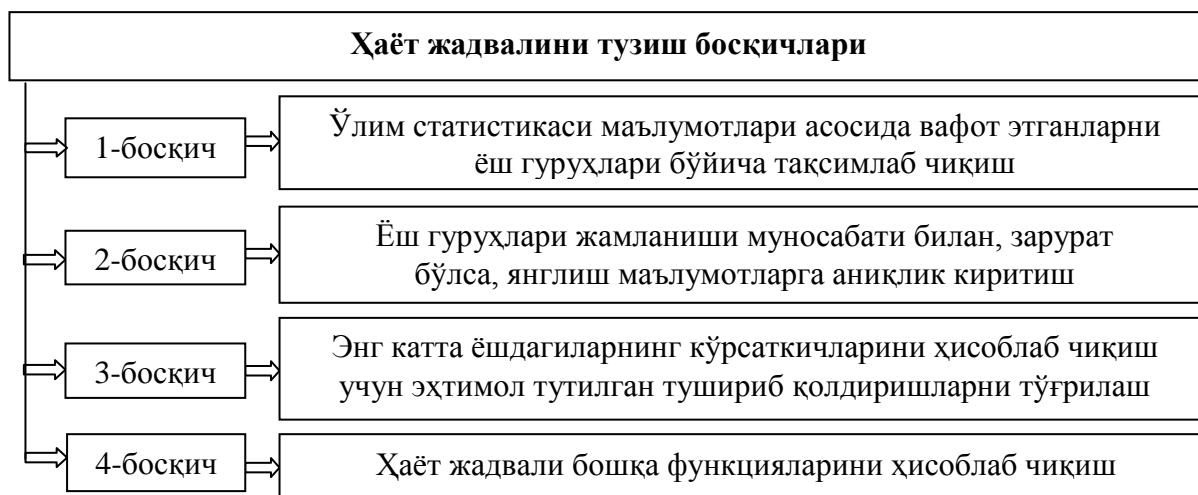 Ҳаёт жадвалини тузиш босқичлари
1-босқич
Ўлим статистикаси маълумотлари асосида вафот этганларни
ёш гуруҳлари бўйича тақсимлаб чиқиш
2-босқич
Ёш гуруҳлари жамланиши муносабати билан, зарурат
бўлса, янглиш маълумотларга аниқлик киритиш
3-босқич
Энг катта ёшдагиларнинг кўрсаткичларини ҳисоблаб чиқиш
учун эҳтимол тутилган тушириб қолдиришларни тўғрилаш
4-босқич
Ҳаёт жадвали бошқа функцияларини ҳисоблаб чиқиш